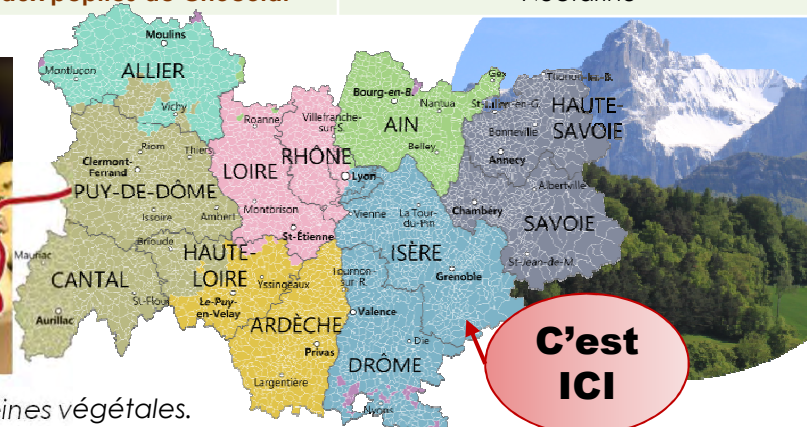 Moulins
Montluçon
ALLIER
Vichy
Gex
Thonon-les-B.
Bourg-en-B.
Nantua
St-Julien-en-G.
HAUTE-
SAVOIE
Roanne
Villefranche-
sur-S.
AIN
Bonneville
Riom
Thiers
Belley
Annecy
Clermont-
Ferrand
LOIRE
RHÔNE
Lyon
Albertville
PUY-DE-DÔME
Issoire
Ambert
Montbrison
Vienne
La Tour-
du-Pin
Chambéry
SAVOIE
St-Étienne
Brioude
Mauriac
HAUTE-
LOIRE
ISÈRE
St-Jean-de-M.
Tournon-
sur-R.
Grenoble
CANTAL
Yssingeaux
St-Flour
Le-Puy-
en-Velay
Aurillac
ARDÈCHE
Valence
Privas
Die
C'est
ICI
DRÔME
Largentière
Nyons
végétales.